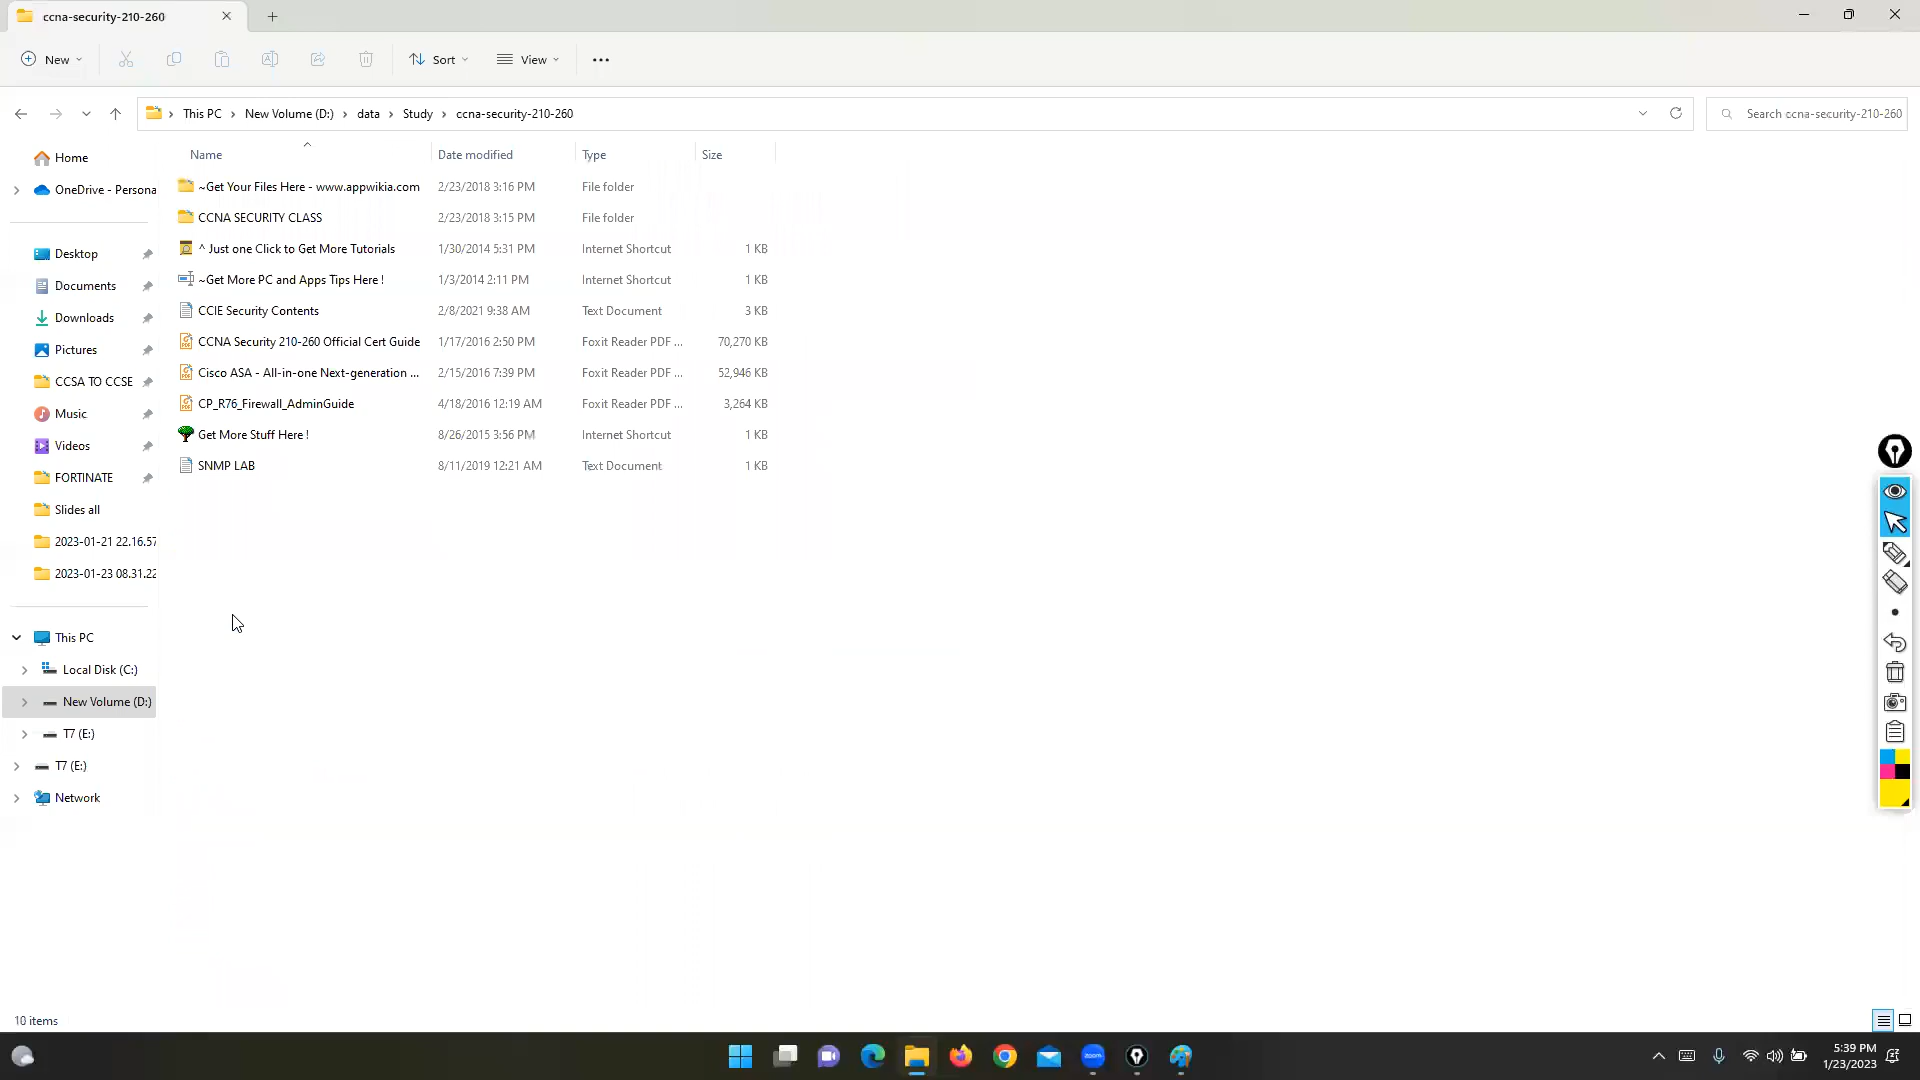 ccna-security-210-260
New
Sort
View
This PC > New Volume (D:) > data > Study > ccna-security-210-260
Search ccna-security-210-260
Home
OneDrive - Persona
Desktop
Documents
Downloads
Pictures
CCSA TO CCSE
Music
Videos
FORTINATE
Slides all
2023-01-21 22.16.57
2023-01-23 08.31.22
This PC
Local Disk (C:)
New Volume (D:)
T7 (E:)
T7 (E:)
Network
Name Date modified Type Size
~Get Your Files Here - www.appwikia.com 2/23/2018 3:16 PM File folder
CCNA SECURITY CLASS 2/23/2018 3:15 PM File folder
^ Just one Click to Get More Tutorials 1/30/2014 5:31 PM Internet Shortcut 1 KB
~Get More PC and Apps Tips Here ! 1/3/2014 2:11 PM Internet Shortcut 1 KB
CCIE Security Contents 2/8/2021 9:38 AM Text Document 3 KB
CCNA Security 210-260 Official Cert Guide 1/17/2016 2:50 PM Foxit Reader PDF ... 70,270 KB
Cisco ASA - All-in-one Next-generation ... 2/15/2016 7:39 PM Foxit Reader PDF ... 52,946 KB
CP_R76_Firewall_AdminGuide 4/18/2016 12:19 AM Foxit Reader PDF ... 3,264 KB
Get More Stuff Here ! 8/26/2015 3:56 PM Internet Shortcut 1 KB
SNMP LAB 8/11/2019 12:21 AM Text Document 1 KB
10 items
zoom
5:39 PM
1/23/2023